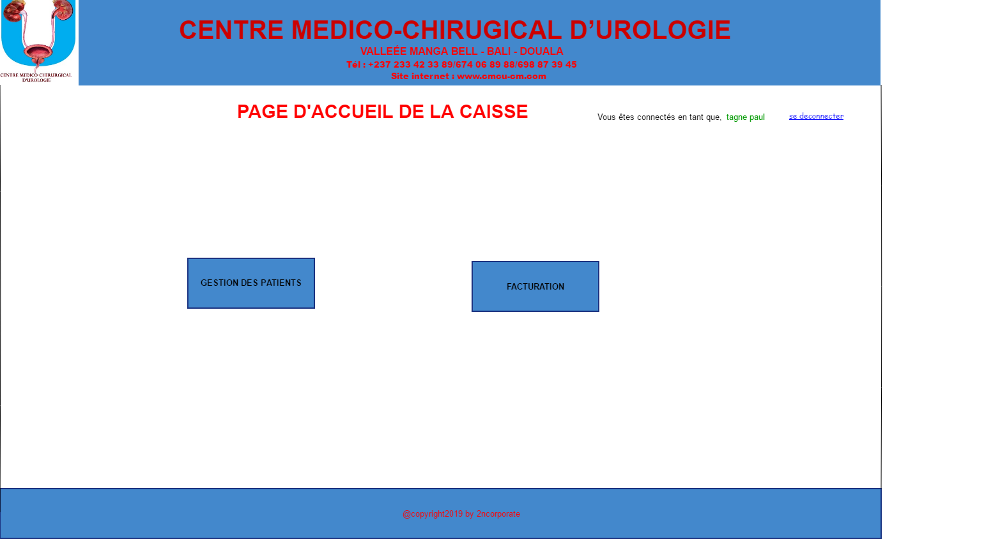 CENTRE MEDICO-CHIRUGICAL D’UROLOGIE
VALLEÉE MANGA BELL - BALI - DOUALA
Tél : +237 233 42 33 89/674 06 89 88/698 87 39 45
Site internet : www.cmcu-cm.com
CENTRE MEDICO-CHIRURGICAL
D'UROLOGIE
PAGE D'ACCUEIL DE LA CAISSE
Vous êtes connectés en tant que, tagne paul
se deconnecter
GESTION DES PATIENTS
FACTURATION
@copyright2019 by 2ncorporate